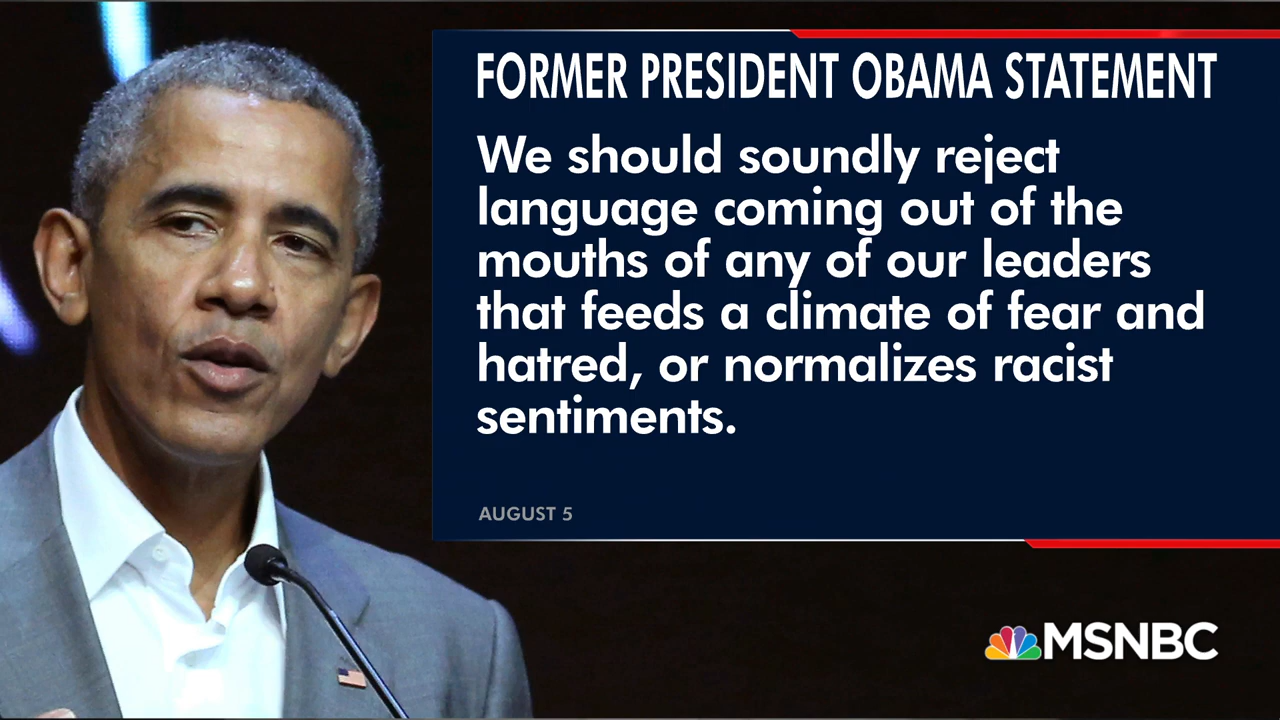 FORMER PRESIDENT OBAMA STATEMENT
We should soundly reject
language coming out of the
mouths of any of our leaders
that feeds a climate of fear and
hatred, or normalizes racist
sentiments.
AUGUST 5
MSNBC